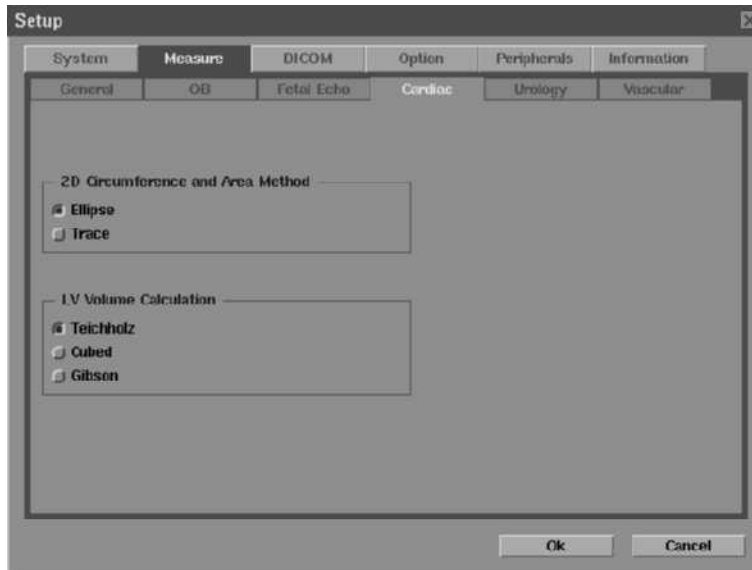 Setup
System Measure DICOM Option Peripherals Information
General OB Fetal Echo Cardiac Urology Vascular
2D Circumference and Area Method
Ellipse
Trace
LV Volume Calculation
Teichholz
Cubed
Gibson
Ok Cancel